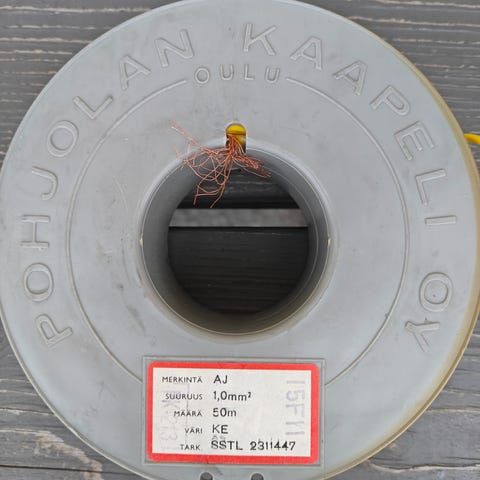 POHJOLAN KAAPELI OY
OULU
MERKINTÄ AJ
SUURUUS 1,0mm²
MÄÄRÄ 50m
VÄRI KE
TARK. SSTL 2311447